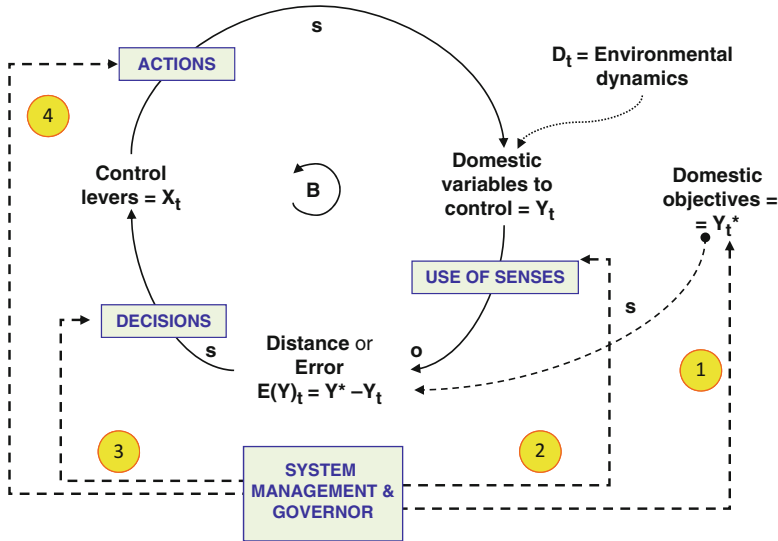 s
ACTIONS
D_t = Environmental
dynamics
4
Control
levers = X_t
B
Domestic
variables to
control = Y_t
Domestic
objectives =
= Y_t*
USE OF SENSES
DECISIONS
s
s
o
Distance or
Error
E(Y)_t = Y* –Y_t
1
3
2
SYSTEM
MANAGEMENT &
GOVERNOR